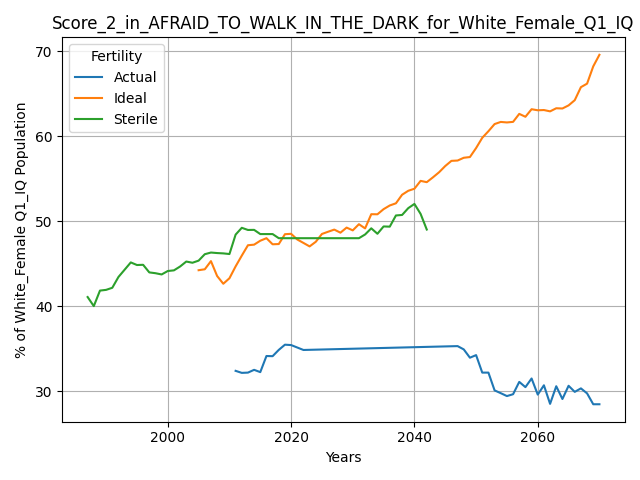 Score_2_in_AFRAID_TO_WALK_IN_THE_DARK_for_White_Female_Q1_IQ
Fertility
Actual
Ideal
Sterile
% of White_Female Q1_IQ Population
70
60
50
40
30
2000
2020
2040
2060
Years